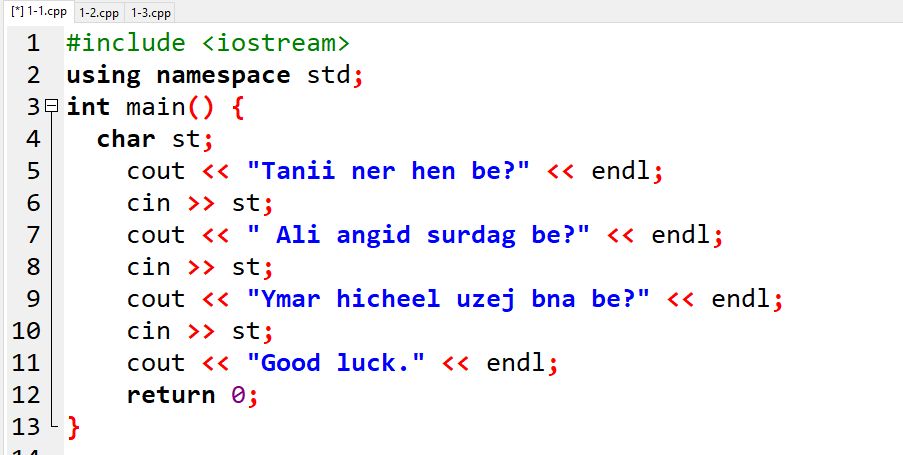 [*] 1-1.cpp 1-2.cpp 1-3.cpp
1 #include <iostream>
2 using namespace std;
3 int main() {
4 char st;
5 cout << "Tanii ner hen be?" << endl;
6 cin >> st;
7 cout << " Ali angid surdag be?" << endl;
8 cin >> st;
9 cout << "Ymar hicheel uzej bna be?" << endl;
10 cin >> st;
11 cout << "Good luck." << endl;
12 return 0;
13 }